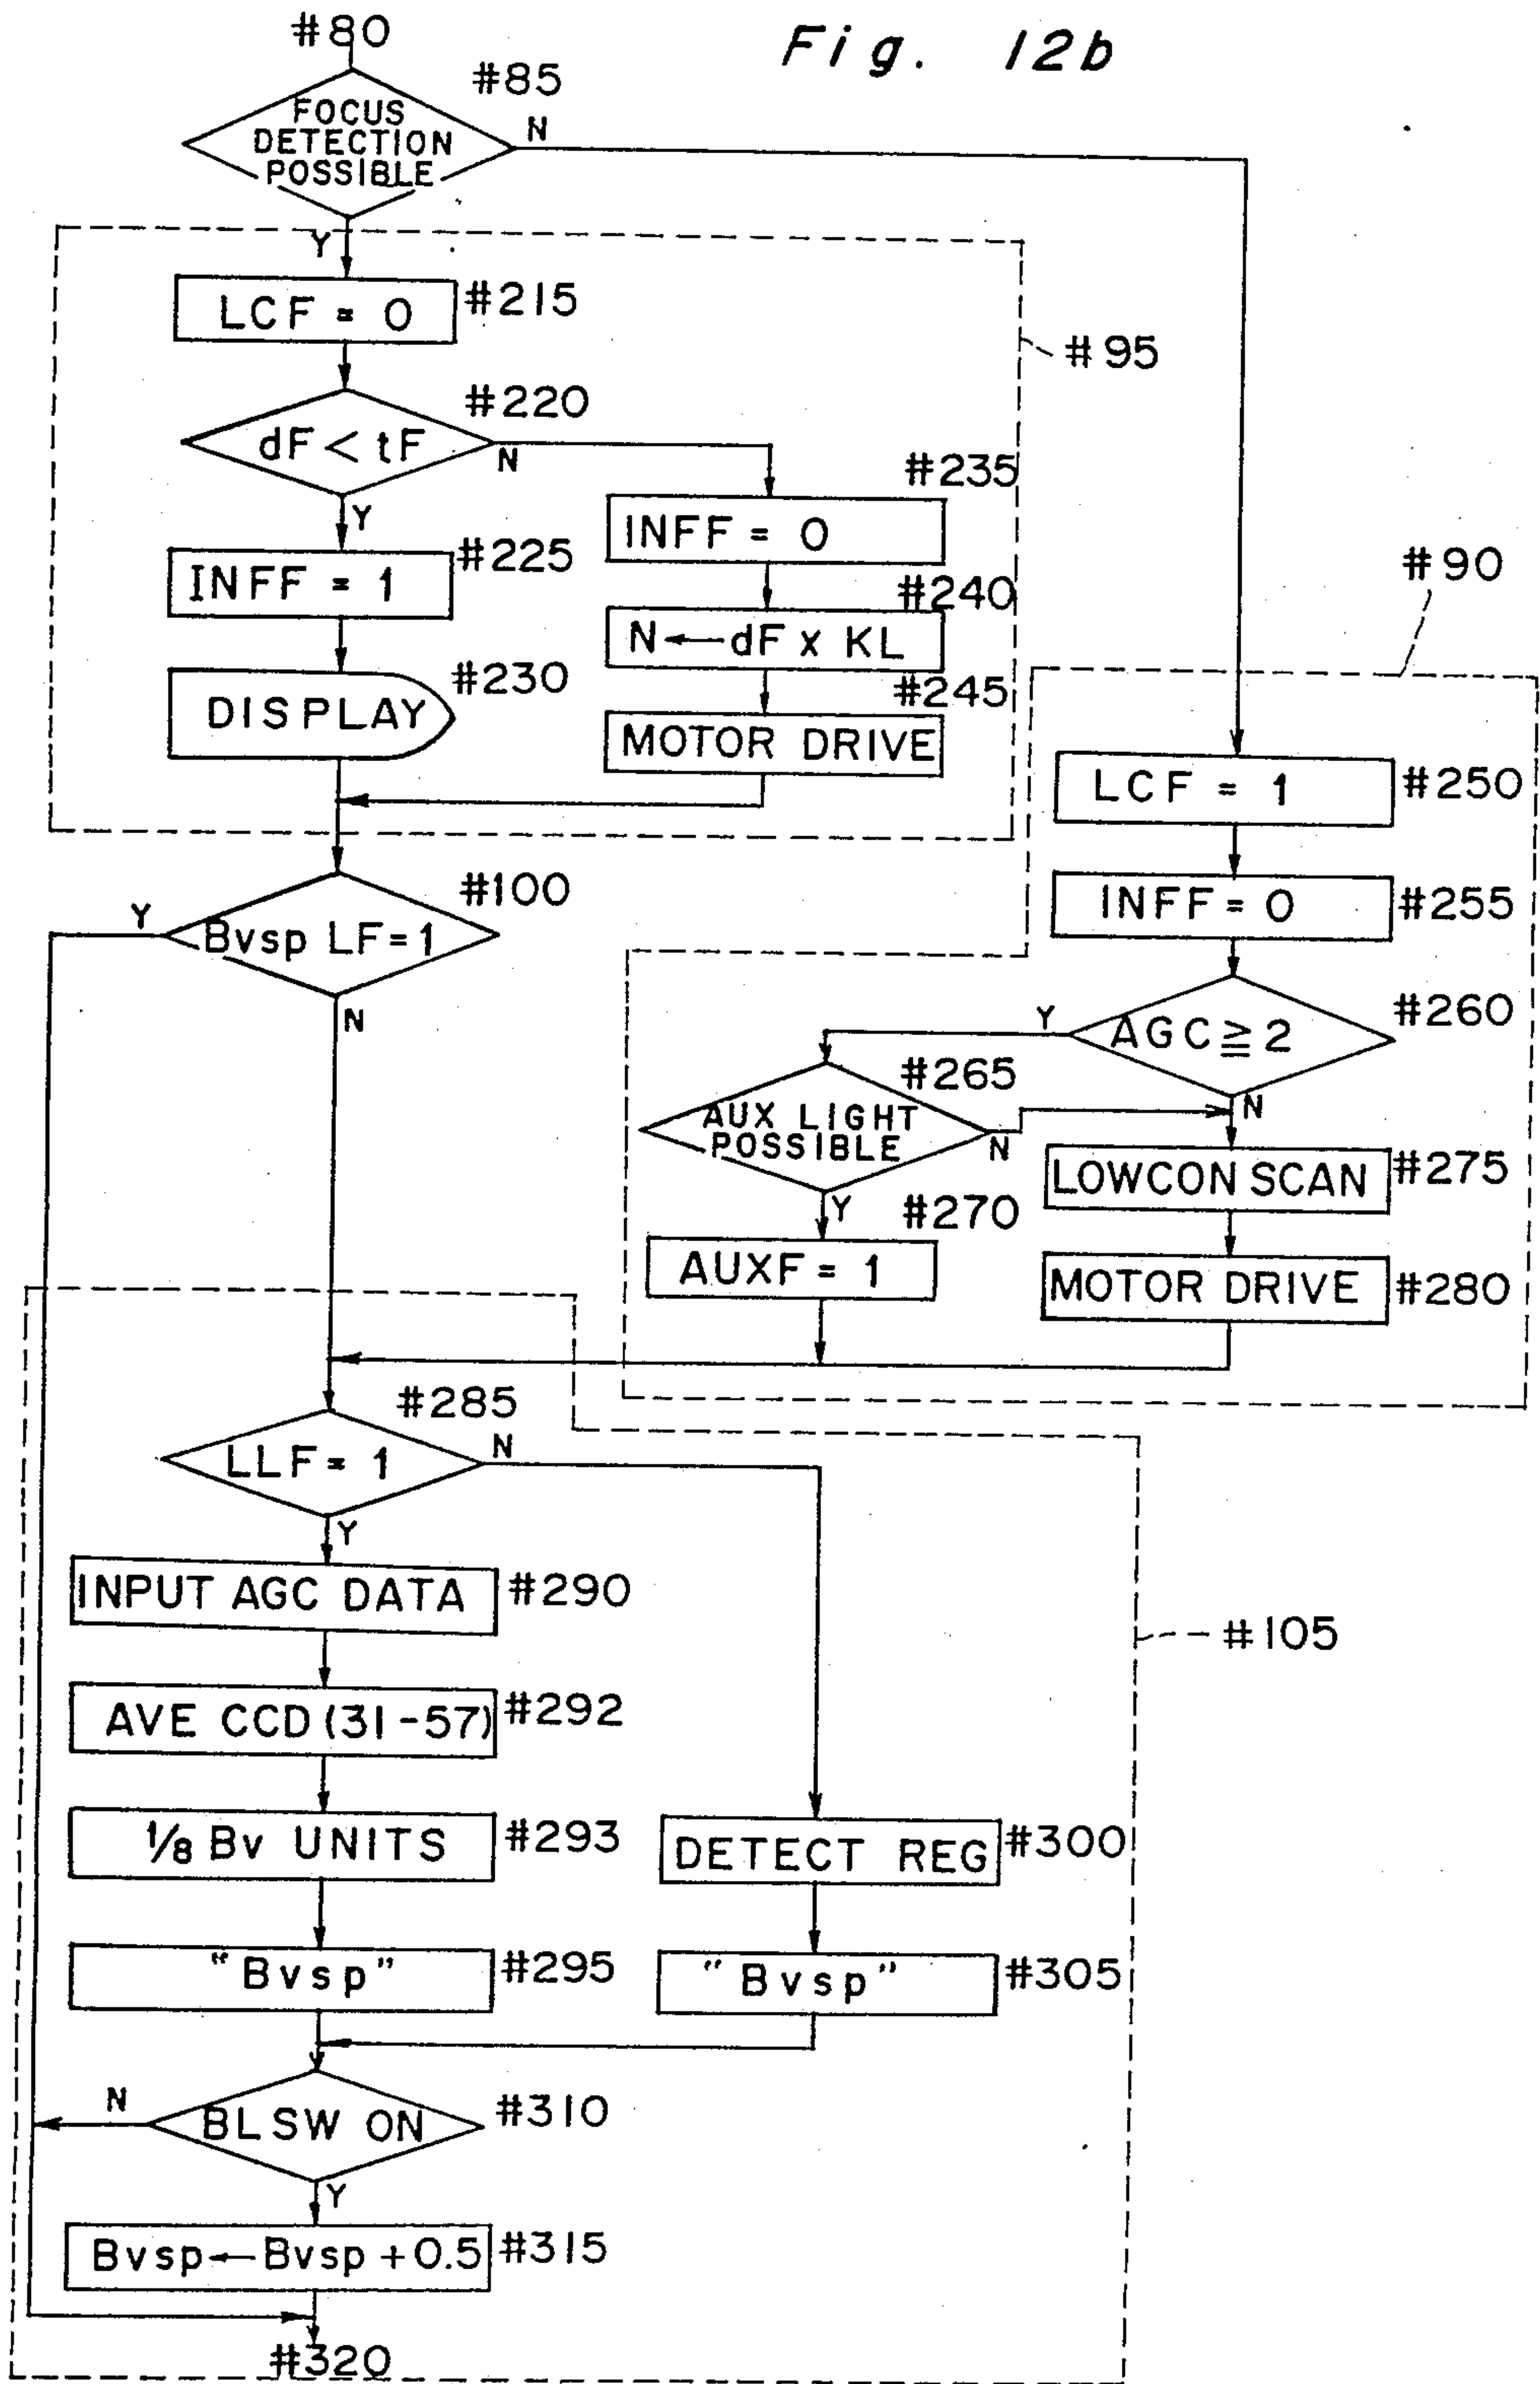 Fig. 12b
#80
#85
FOCUS
DETECTION
POSSIBLE
N
Y
LCF = 0
#215
#95
#220
dF < tF
N
Y
#235
INFF = 0
INFF = 1
#225
#240
N ← dF x KL
#90
DISPLAY
#230
#245
MOTOR DRIVE
LCF = 1
#250
INFF = 0
#255
#100
Y
Bvsp LF=1
N
#260
AGC ≧ 2
Y
N
#265
AUX LIGHT
POSSIBLE
N
Y
LOWCON SCAN
#275
#270
AUXF = 1
MOTOR DRIVE
#280
#285
LLF = 1
N
Y
INPUT AGC DATA
#290
#105
AVE CCD (31-57)
#292
1/8 Bv UNITS
#293
DETECT REG
#300
"Bvsp"
#295
"Bvsp"
#305
N
BLSW ON
#310
Y
Bvsp ← Bvsp + 0.5
#315
#320